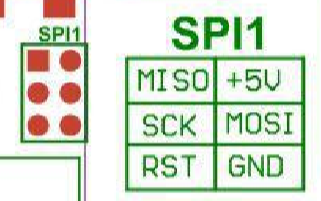 SPI1
SPI1
MISO +5V
SCK MOSI
RST GND